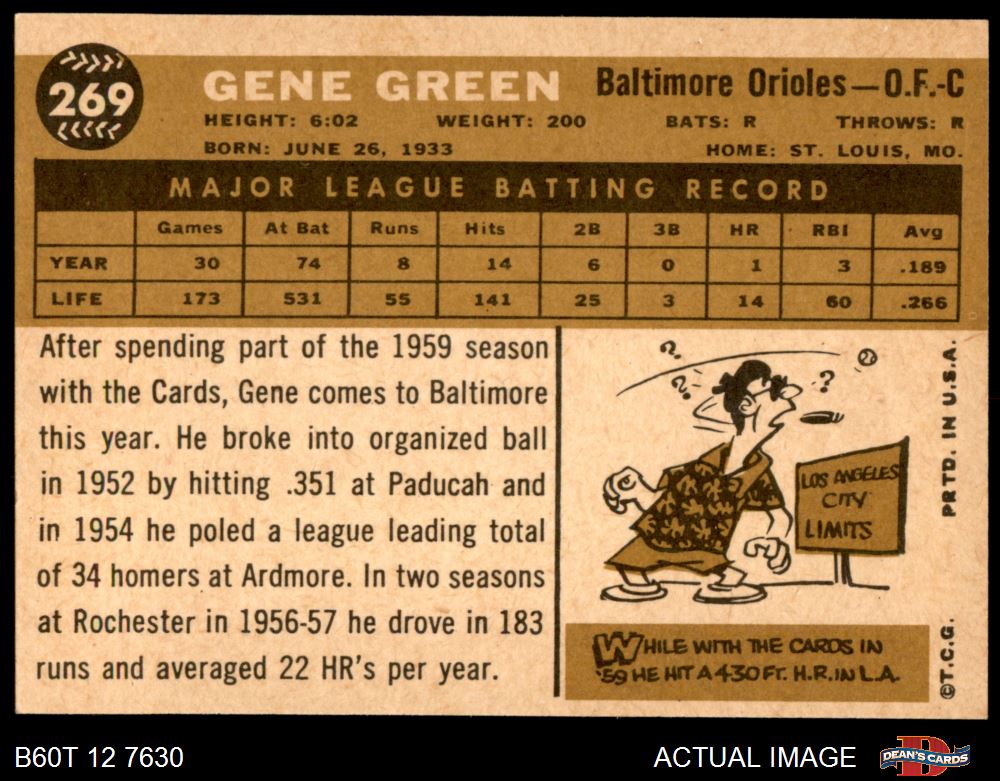 269
GENE GREEN Baltimore Orioles—O.F.-C
HEIGHT: 6:02 WEIGHT: 200 BATS: R THROWS: R
BORN: JUNE 26, 1933 HOME: ST. LOUIS, MO.
MAJOR LEAGUE BATTING RECORD
Games At Bat Runs Hits 2B 3B HR RBI Avg
YEAR 30 74 8 14 6 0 1 3 .189
LIFE 173 531 55 141 25 3 14 60 .266
After spending part of the 1959 season
with the Cards, Gene comes to Baltimore
this year. He broke into organized ball
in 1952 by hitting .351 at Paducah and
in 1954 he poled a league leading total
of 34 homers at Ardmore. In two seasons
at Rochester in 1956-57 he drove in 183
runs and averaged 22 HR's per year.
? ? ?
LOS ANGELES
CITY
LIMITS
WHILE WITH THE CARDS IN
'59 HE HIT A 430 FT. H.R. IN L.A.
©T.C.G. PRTD. IN U.S.A.
B60T 12 7630 ACTUAL IMAGE DEAN'S CARDS